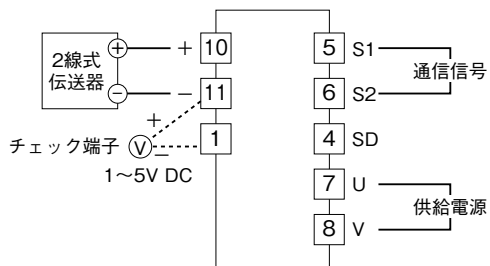 2線式
伝送器
+
−
+ 10
− 11
+
1
チェック端子 V −
1〜5V DC
5 S1
通信信号
6 S2
4 SD
7 U
供給電源
8 V